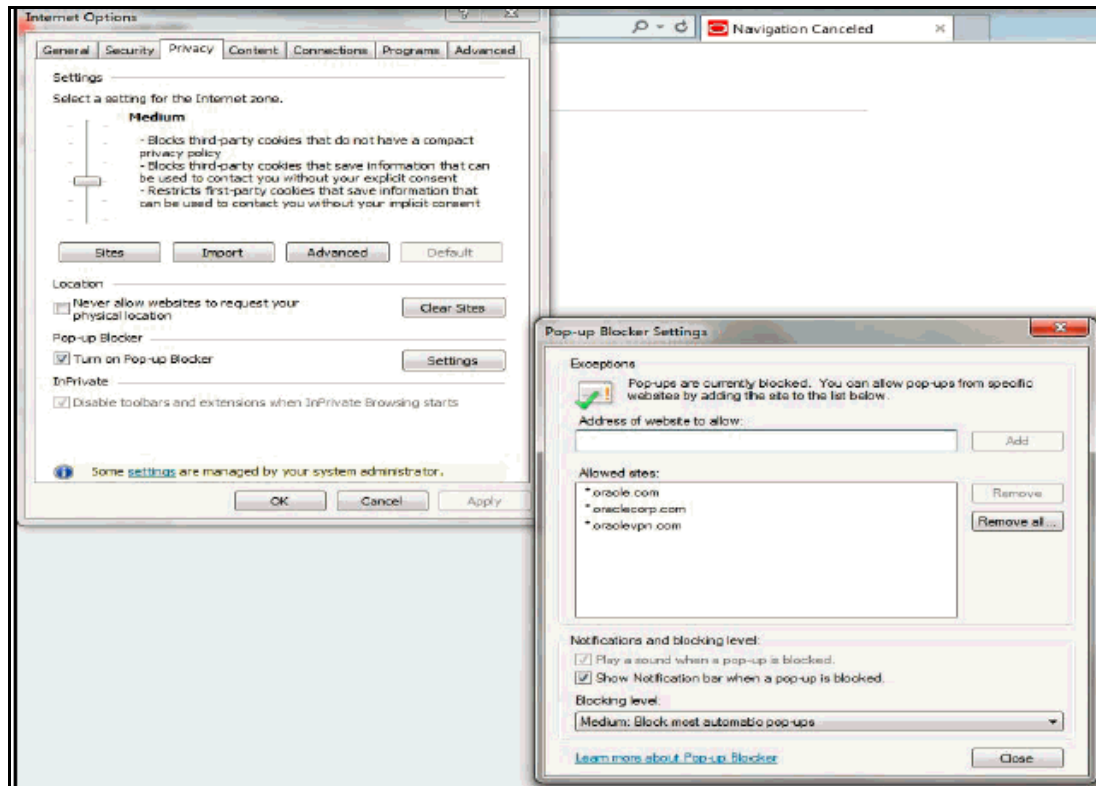 Internet Options
Navigation Canceled
General Security Privacy Content Connections Programs Advanced
Settings
Select a setting for the Internet zone.
Medium
- Blocks third-party cookies that do not have a compact
privacy policy
- Blocks third-party cookies that save information that can
be used to contact you without your explicit consent
- Restricts first-party cookies that save information that
can be used to contact you without your implicit consent
Sites Import Advanced Default
Location
Never allow websites to request your
physical location
Clear Sites
Pop-up Blocker
Turn on Pop-up Blocker
Settings
InPrivate
Disable toolbars and extensions when InPrivate Browsing starts
Some settings are managed by your system administrator.
OK Cancel Apply
Pop-up Blocker Settings
Exceptions
Pop-ups are currently blocked. You can allow pop-ups from specific
websites by adding the site to the list below.
Address of website to allow:
Add
Allowed sites:
*.oracle.com
*.oraclecorp.com
*.oraclevpn.com
Remove
Remove all...
Notifications and blocking level:
Play a sound when a pop-up is blocked.
Show Notification bar when a pop-up is blocked.
Blocking level:
Medium: Block most automatic pop-ups
Learn more about Pop-up Blocker
Close